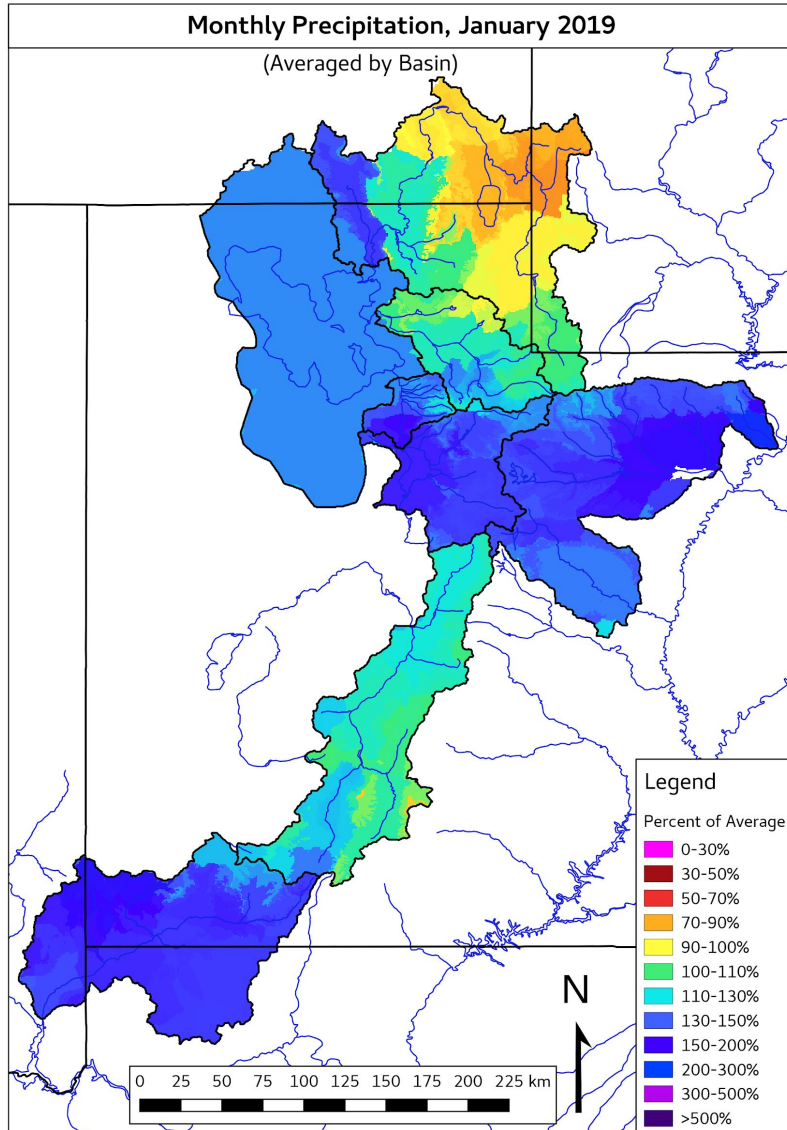 Monthly Precipitation, January 2019
(Averaged by Basin)
Legend
Percent of Average
0-30%
30-50%
50-70%
70-90%
90-100%
100-110%
110-130%
130-150%
150-200%
200-300%
300-500%
>500%
N
0 25 50 75 100 125 150 175 200 225 km